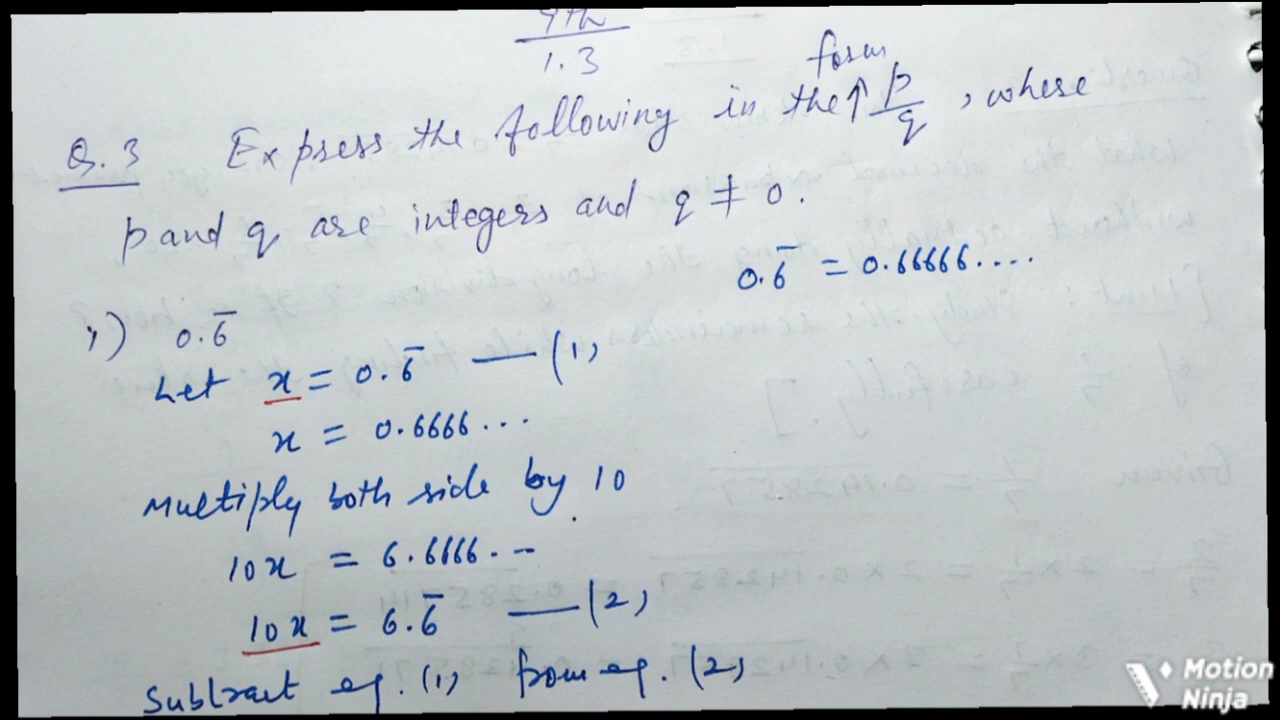 9th
1.3
Q.3 Express the following in the ↑ form p/q, where
p and q are integers and q ≠ 0.
0.6̅ = 0.66666....
i) 0.6̅
Let x = 0.6̅ — (1)
x = 0.6666...
Multiply both side by 10
10x = 6.6666...
10x = 6.6̅ — (2)
Subtract eq. (1) from eq. (2)
Motion
Ninja